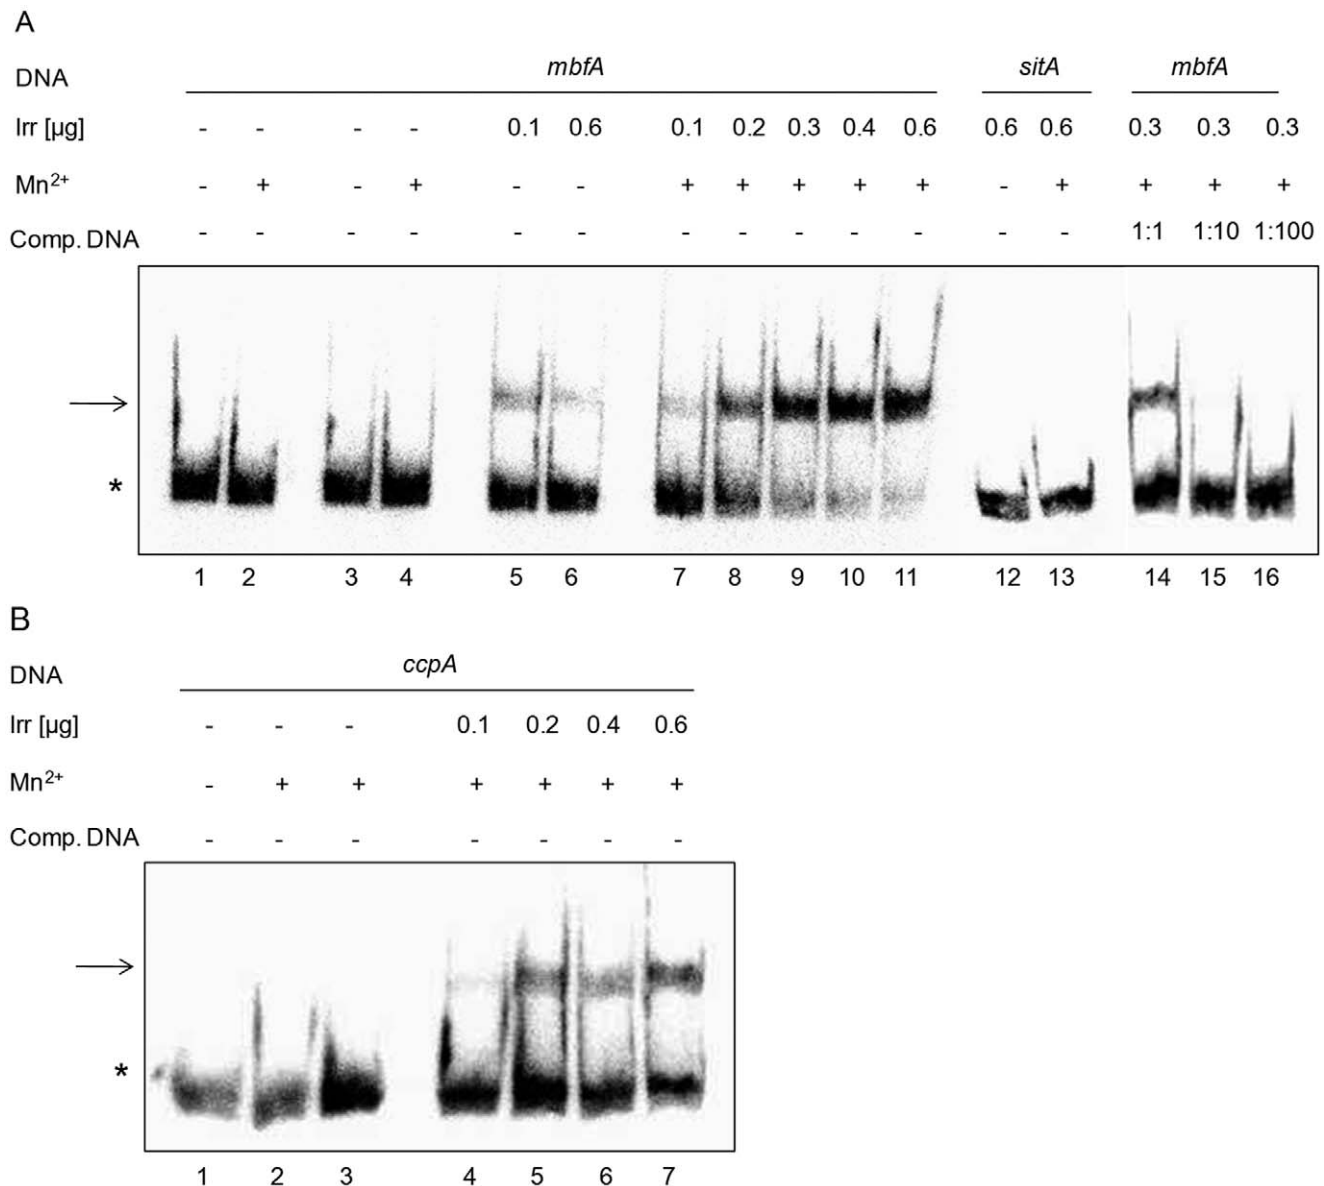 A
DNA mbfA sitA mbfA
Irr [µg] - - - - 0.1 0.6 0.1 0.2 0.3 0.4 0.6 0.6 0.6 0.3 0.3 0.3
Mn2+ - + - + - - + + + + + - + + + +
Comp. DNA - - - - - - - - - - - - - 1:1 1:10 1:100
*
1 2 3 4 5 6 7 8 9 10 11 12 13 14 15 16
B
DNA ccpA
Irr [µg] - - - 0.1 0.2 0.4 0.6
Mn2+ - + + + + + +
Comp. DNA - - - - - - -
*
1 2 3 4 5 6 7